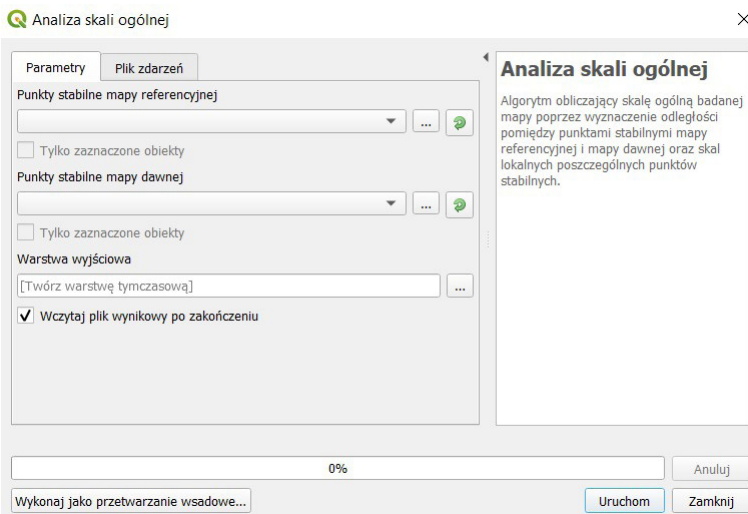 Analiza skali ogólnej
Parametry
Plik zdarzeń
Punkty stabilne mapy referencyjnej
...
Tylko zaznaczone obiekty
Punkty stabilne mapy dawnej
...
Tylko zaznaczone obiekty
Warstwa wyjściowa
[Twórz warstwę tymczasową]
...
Wczytaj plik wynikowy po zakończeniu
Analiza skali ogólnej
Algorytm obliczający skalę ogólną badanej
mapy poprzez wyznaczenie odległości
pomiędzy punktami stabilnymi mapy
referencyjnej i mapy dawnej oraz skal
lokalnych poszczególnych punktów
stabilnych.
0%
Anuluj
Wykonaj jako przetwarzanie wsadowe...
Uruchom
Zamknij